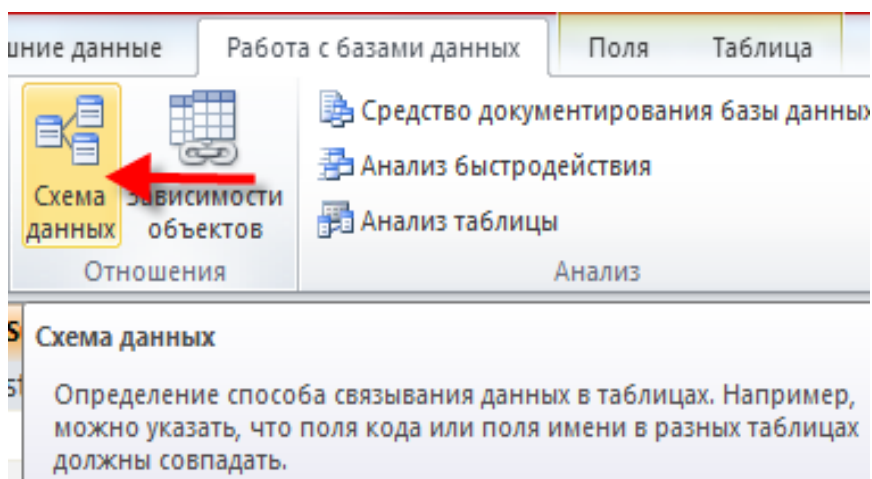 шние данные
Работа с базами данных
Поля
Таблица
Схема данных
Зависимости объектов
Отношения
Средство документирования базы данных
Анализ быстродействия
Анализ таблицы
Анализ
Схема данных
Определение способа связывания данных в таблицах. Например,
можно указать, что поля кода или поля имени в разных таблицах
должны совпадать.